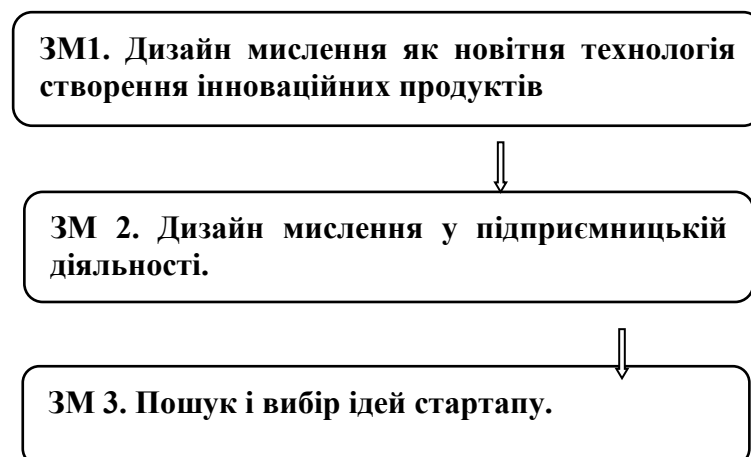 ЗМ1. Дизайн мислення як новітня технологія
створення інноваційних продуктів
ЗМ 2. Дизайн мислення у підприємницькій
діяльності.
ЗМ 3. Пошук і вибір ідей стартапу.